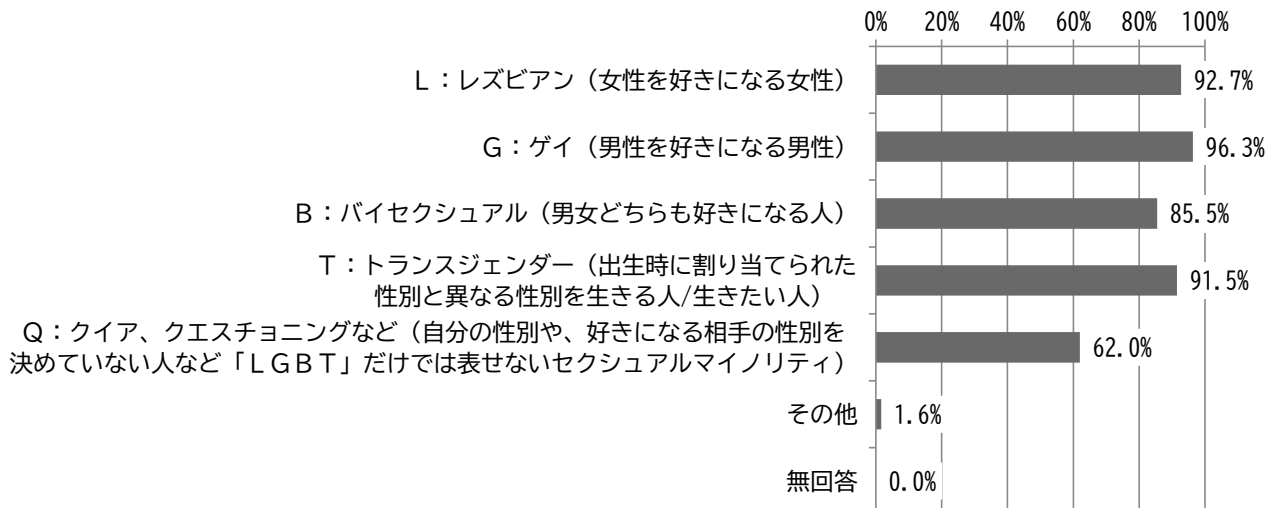 0% 20% 40% 60% 80% 100%
Ｌ：レズビアン（女性を好きになる女性） 92.7%
Ｇ：ゲイ（男性を好きになる男性） 96.3%
Ｂ：バイセクシュアル（男女どちらも好きになる人） 85.5%
Ｔ：トランスジェンダー（出生時に割り当てられた
性別と異なる性別を生きる人/生きたい人） 91.5%
Ｑ：クイア、クエスチョニングなど（自分の性別や、好きになる相手の性別を
決めていない人など「ＬＧＢＴ」だけでは表せないセクシュアルマイノリティ） 62.0%
その他 1.6%
無回答 0.0%